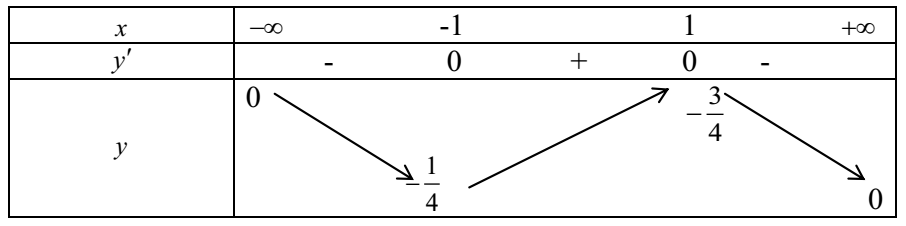 x −∞ -1 1 +∞
y′ - 0 + 0 -
y 0 −1/4 −3/4 0